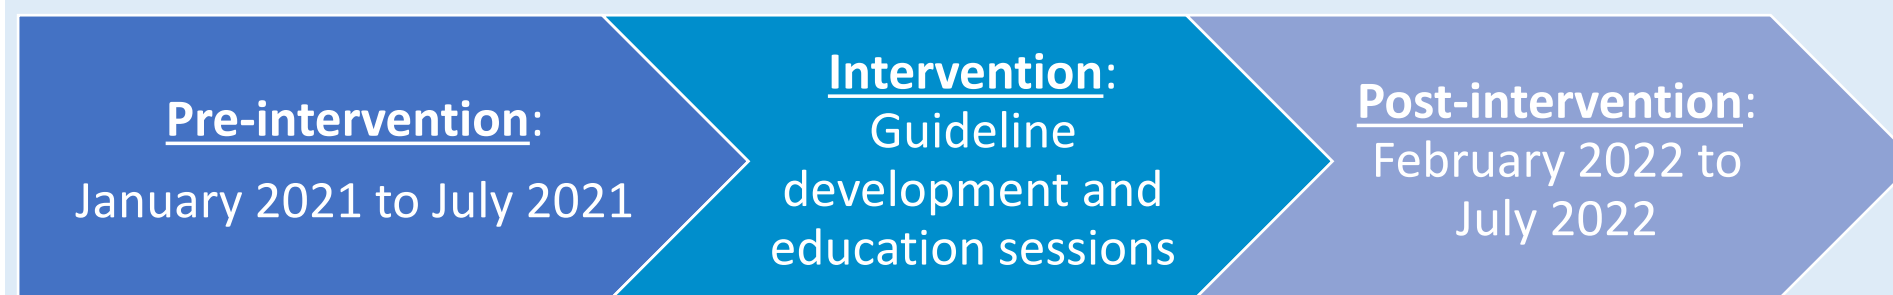 Pre-intervention:
January 2021 to July 2021
Intervention:
Guideline
development and
education sessions
Post-intervention:
February 2022 to
July 2022